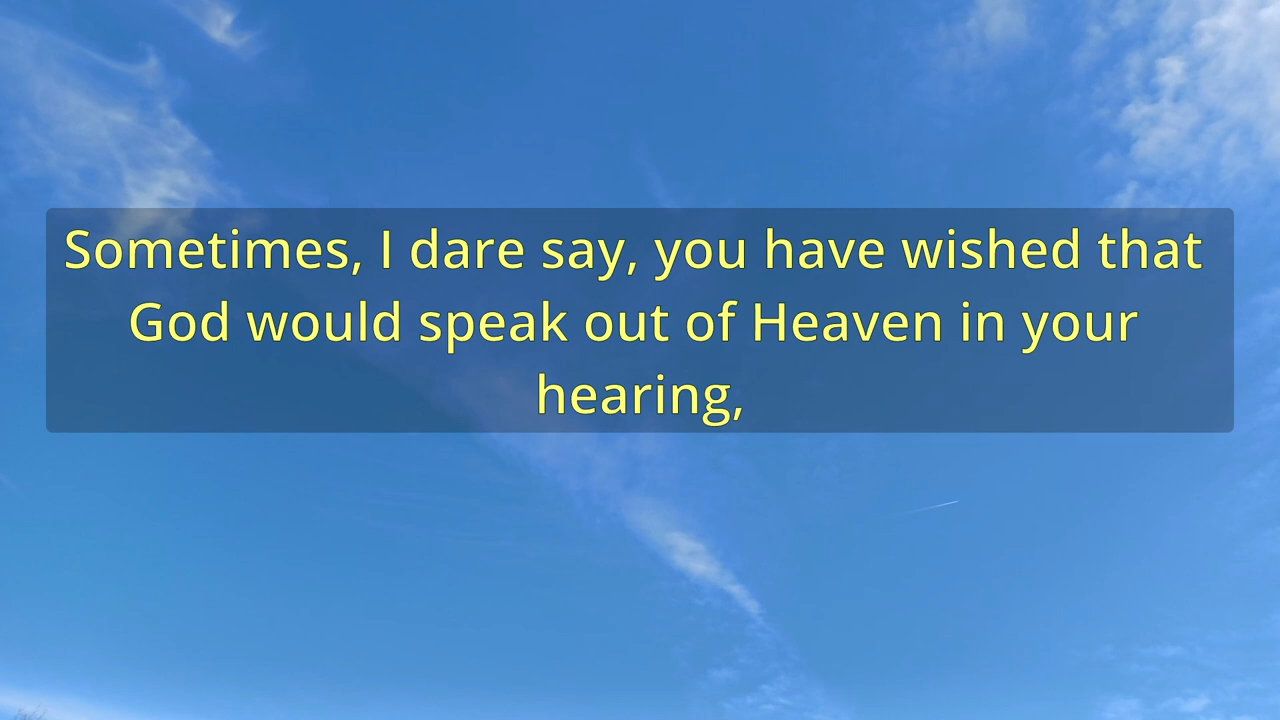 Sometimes, I dare say, you have wished that
God would speak out of Heaven in your
hearing,